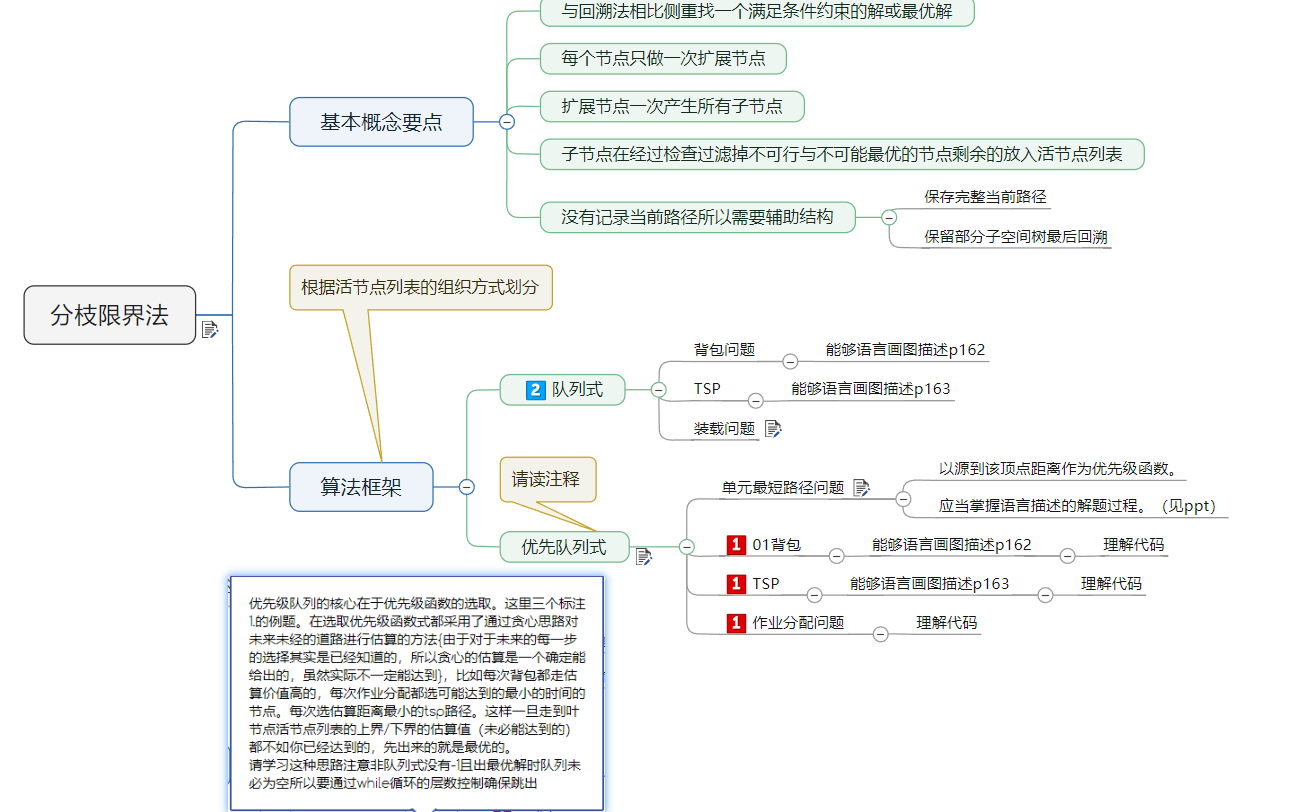 与回溯法相比侧重找一个满足条件约束的解或最优解
每个节点只做一次扩展节点
扩展节点一次产生所有子节点
基本概念要点
子节点在经过检查过滤掉不可行与不可能最优的节点剩余的放入活节点列表
没有记录当前路径所以需要辅助结构
保存完整当前路径
保留部分子空间树最后回溯
分枝限界法
根据活节点列表的组织方式划分
算法框架
2 队列式
背包问题
能够语言画图描述p162
TSP
能够语言画图描述p163
装载问题
请读注释
优先队列式
单元最短路径问题
以源到该顶点距离作为优先级函数。
应当掌握语言描述的解题过程。（见ppt）
1 01背包
能够语言画图描述p162
理解代码
1 TSP
能够语言画图描述p163
理解代码
1 作业分配问题
理解代码
优先级队列的核心在于优先级函数的选取。这里三个标注
1.的例题。在选取优先级函数式都采用了通过贪心思路对
未来未经的道路进行估算的方法{由于对于未来的每一步
的选择其实是已经知道的，所以贪心的估算是一个确定能
给出的，虽然实际不一定能达到}，比如每次背包都走估
算价值高的，每次作业分配都选可能达到的最小的时间的
节点。每次选估算距离最小的tsp路径。这样一旦走到叶
节点活节点列表的上界/下界的估算值（未必能达到的）
都不如你已经达到的，先出来的就是最优的。
请学习这种思路注意非队列式没有-1且出最优解时队列未
必为空所以要通过while循环的层数控制确保跳出